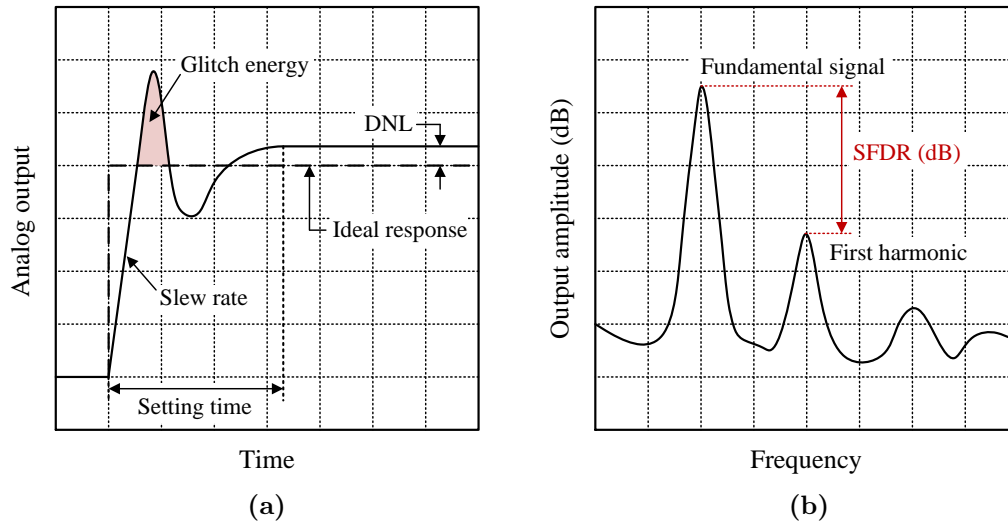 Glitch energy
DNL
Ideal response
Slew rate
Setting time
Analog output
Time
(a)
Fundamental signal
SFDR (dB)
First harmonic
Output amplitude (dB)
Frequency
(b)